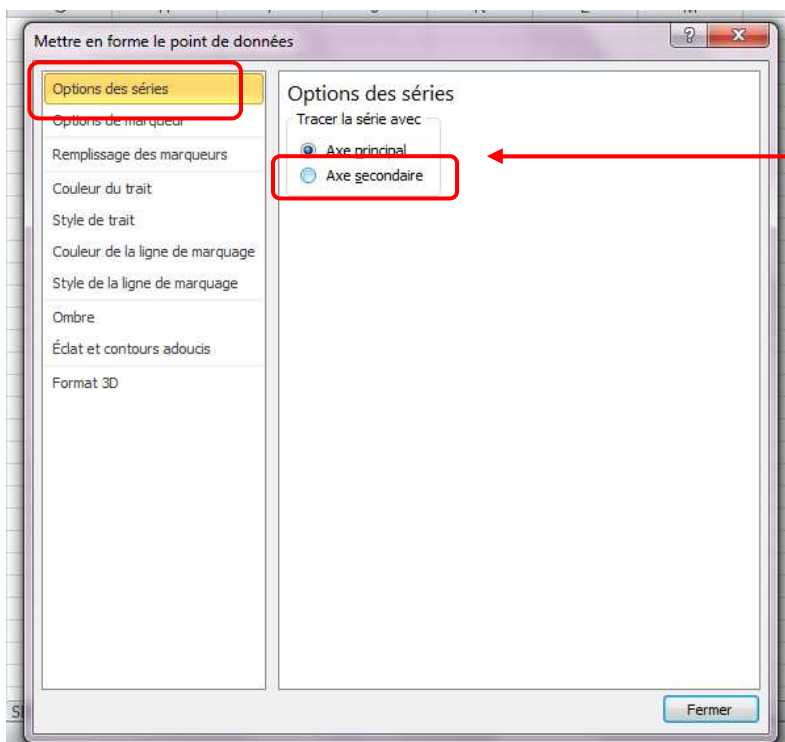 Mettre en forme le point de données
Options des séries
Options de marqueur
Remplissage des marqueurs
Couleur du trait
Style de trait
Couleur de la ligne de marquage
Style de la ligne de marquage
Ombre
Éclat et contours adoucis
Format 3D
Options des séries
Tracer la série avec
Axe principal
Axe secondaire
Fermer